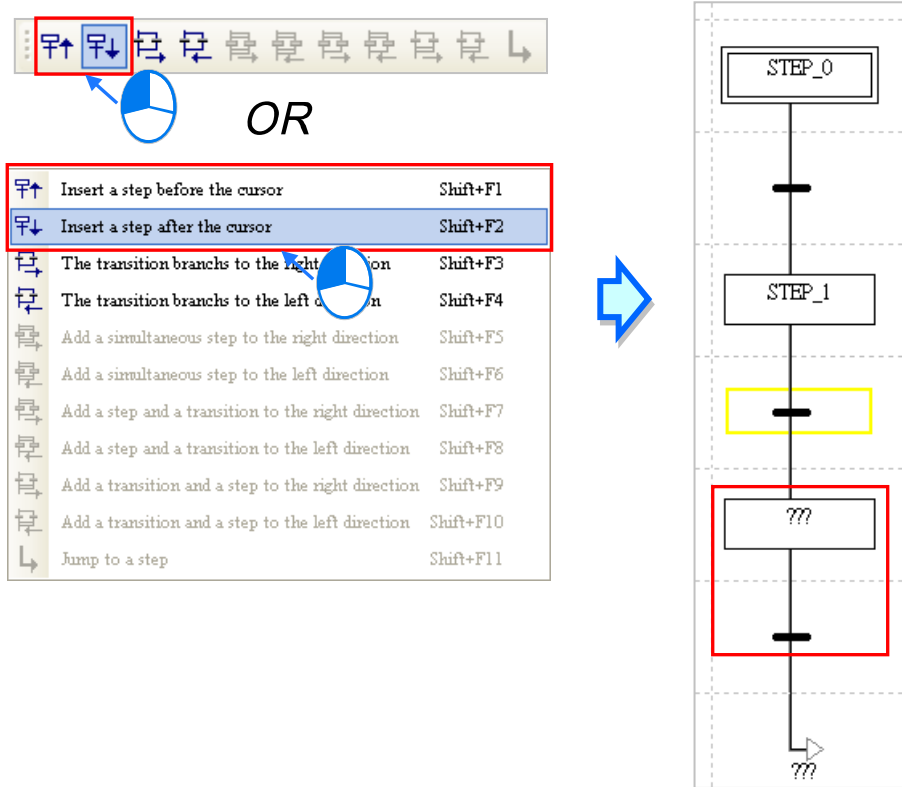 OR
Insert a step before the cursor Shift+F1
Insert a step after the cursor Shift+F2
The transition branchs to the right Shift+F3
The transition branchs to the left Shift+F4
Add a simultaneous step to the right direction Shift+F5
Add a simultaneous step to the left direction Shift+F6
Add a step and a transition to the right direction Shift+F7
Add a step and a transition to the left direction Shift+F8
Add a transition and a step to the right direction Shift+F9
Add a transition and a step to the left direction Shift+F10
Jump to a step Shift+F11
STEP_0
STEP_1
???
???